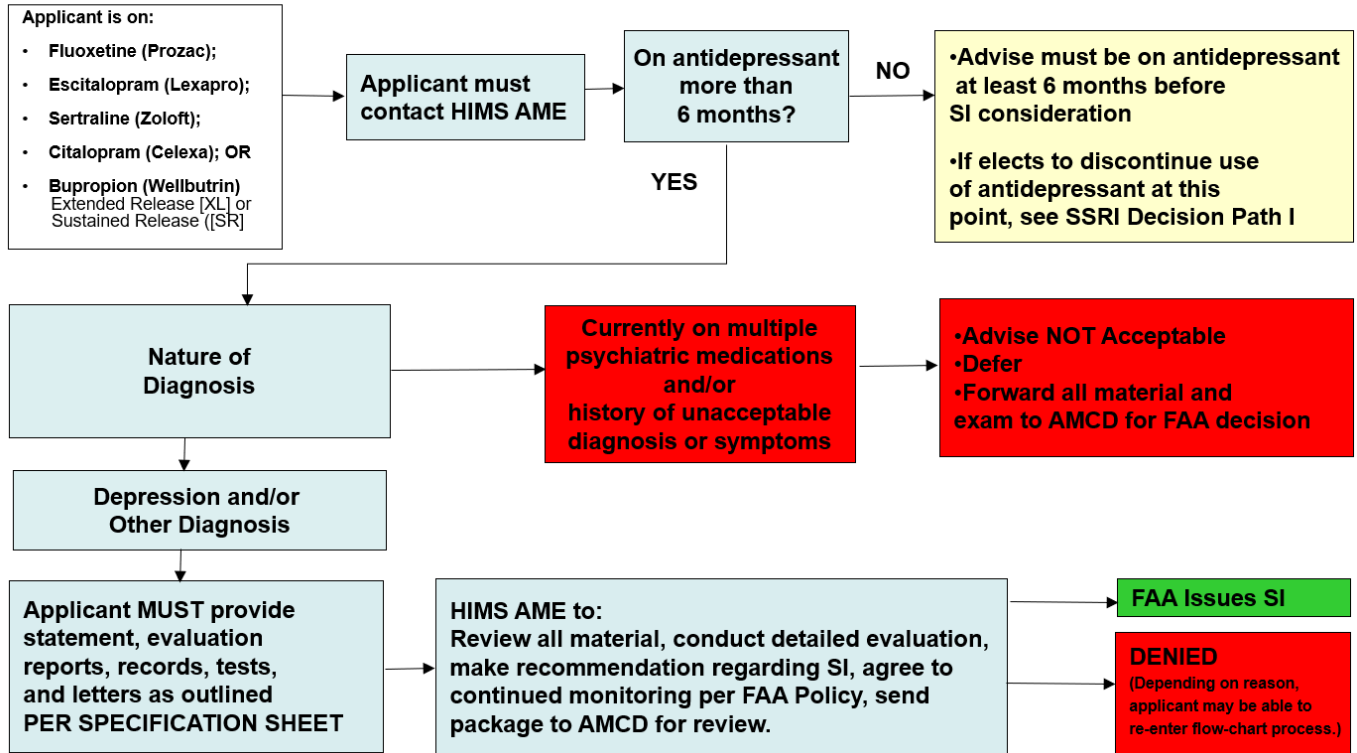 Applicant is on:
• Fluoxetine (Prozac);
• Escitalopram (Lexapro);
• Sertraline (Zoloft);
• Citalopram (Celexa); OR
• Bupropion (Wellbutrin)
Extended Release [XL] or
Sustained Release ([SR]
Applicant must
contact HIMS AME
On antidepressant
more than
6 months?
NO
•Advise must be on antidepressant
at least 6 months before
SI consideration
•If elects to discontinue use
of antidepressant at this
point, see SSRI Decision Path I
YES
Nature of
Diagnosis
Currently on multiple
psychiatric medications
and/or
history of unacceptable
diagnosis or symptoms
•Advise NOT Acceptable
•Defer
•Forward all material and
exam to AMCD for FAA decision
Depression and/or
Other Diagnosis
Applicant MUST provide
statement, evaluation
reports, records, tests,
and letters as outlined
PER SPECIFICATION SHEET
HIMS AME to:
Review all material, conduct detailed evaluation,
make recommendation regarding SI, agree to
continued monitoring per FAA Policy, send
package to AMCD for review.
FAA Issues SI
DENIED
(Depending on reason,
applicant may be able to
re-enter flow-chart process.)